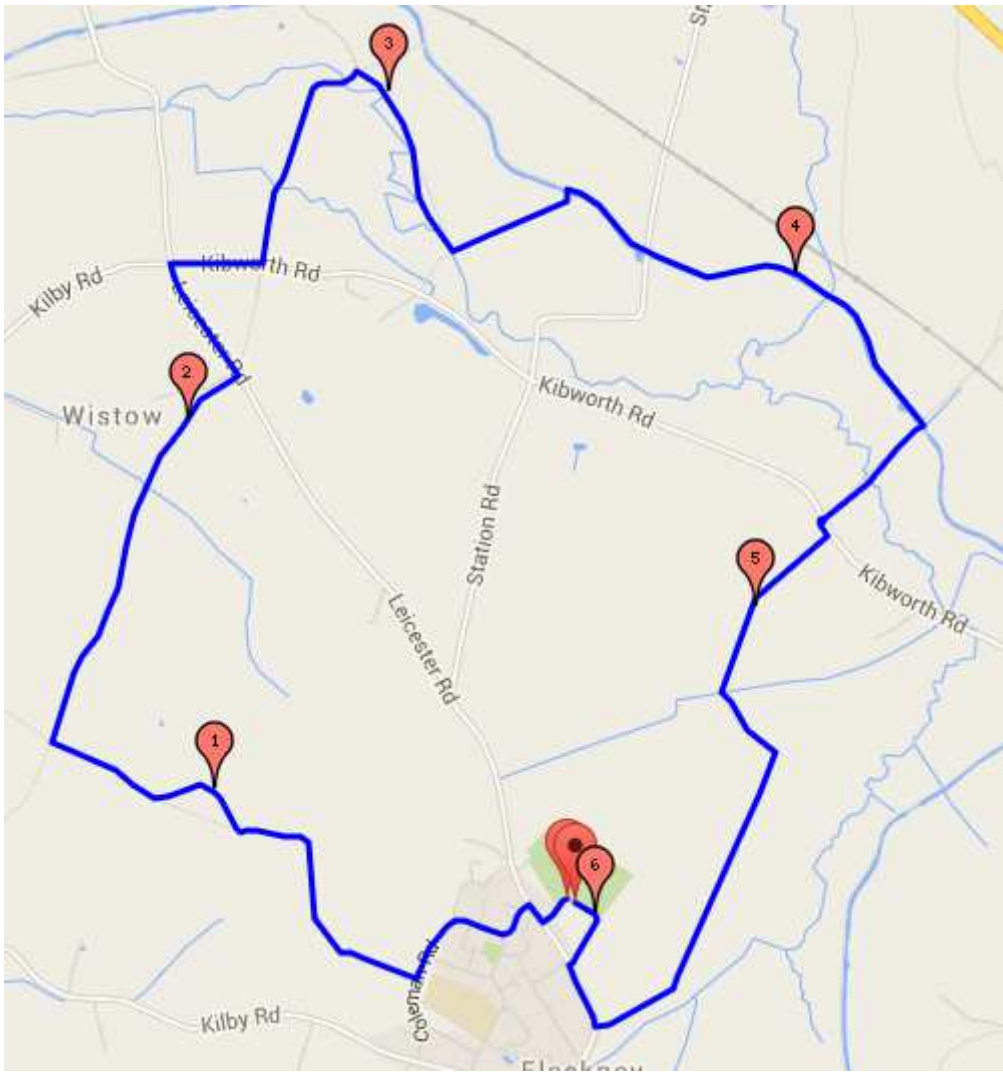 3
4
Kibworth Rd
Kilby Rd
Leicester Rd
2
Kibworth Rd
Wistow
Station Rd
5
Kibworth Rd
Leicester Rd
1
6
Coleman Rd
Kilby Rd